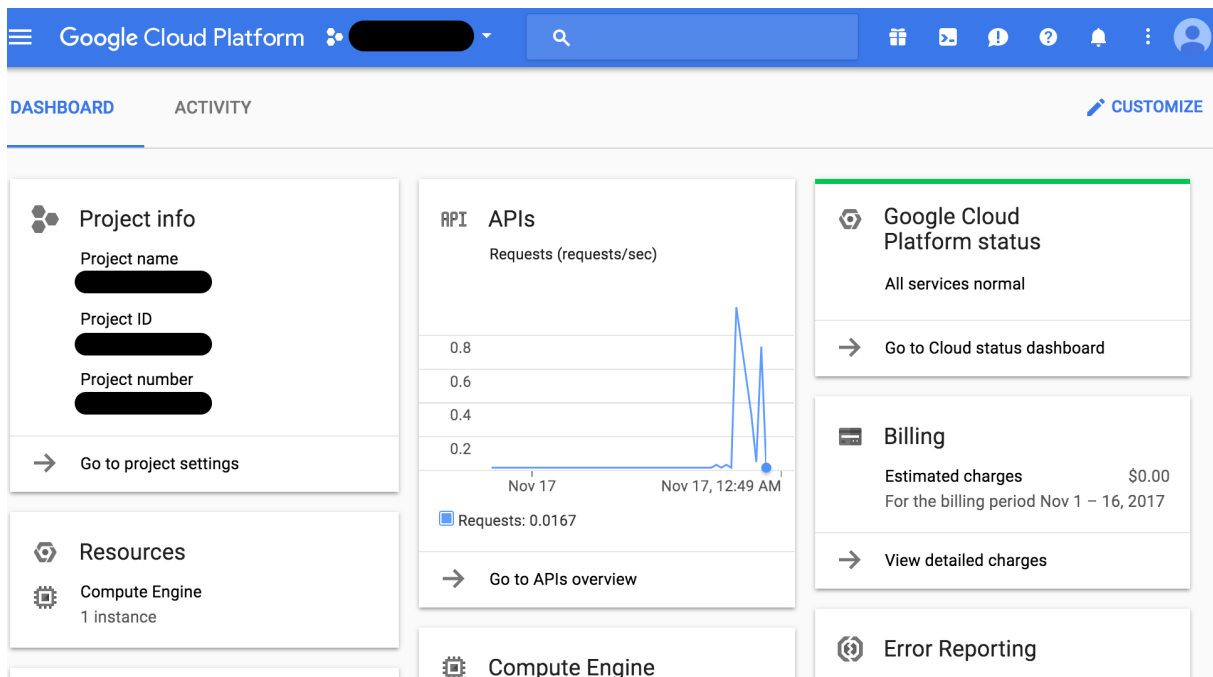 Google Cloud Platform
DASHBOARD
ACTIVITY
CUSTOMIZE
Project info
Project name
Project ID
Project number
Go to project settings
Resources
Compute Engine
1 instance
API APIs
Requests (requests/sec)
0.8
0.6
0.4
0.2
Nov 17
Nov 17, 12:49 AM
Requests: 0.0167
Go to APIs overview
Compute Engine
Google Cloud
Platform status
All services normal
Go to Cloud status dashboard
Billing
Estimated charges $0.00
For the billing period Nov 1 – 16, 2017
View detailed charges
Error Reporting